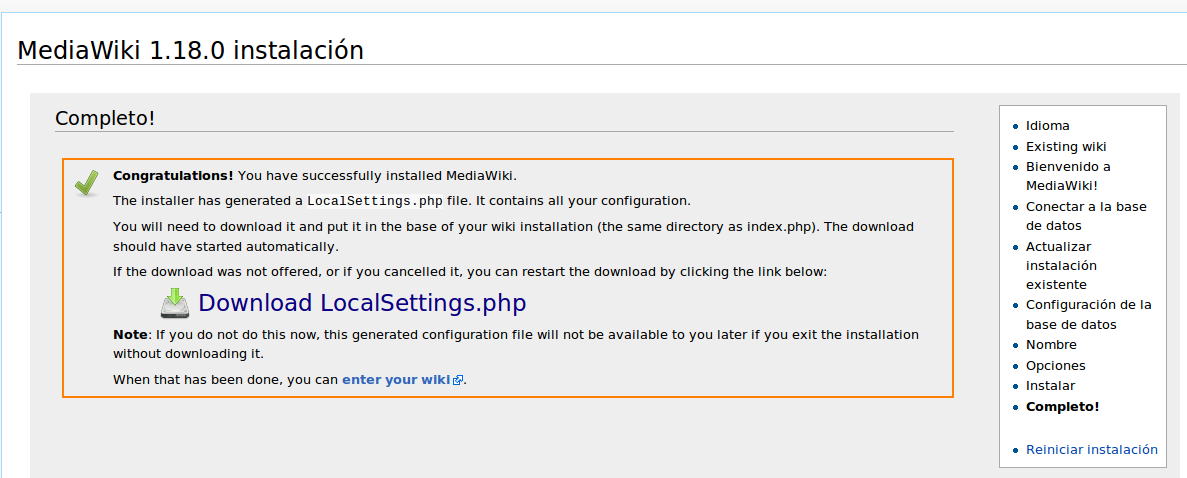 MediaWiki 1.18.0 instalación
Completo!
Congratulations! You have successfully installed MediaWiki.
The installer has generated a LocalSettings.php file. It contains all your configuration.
You will need to download it and put it in the base of your wiki installation (the same directory as index.php). The download
should have started automatically.
If the download was not offered, or if you cancelled it, you can restart the download by clicking the link below:
Download LocalSettings.php
Note: If you do not do this now, this generated configuration file will not be available to you later if you exit the installation
without downloading it.
When that has been done, you can enter your wiki.
Idioma
Existing wiki
Bienvenido a
MediaWiki!
Conectar a la base
de datos
Actualizar
instalación
existente
Configuración de la
base de datos
Nombre
Opciones
Instalar
Completo!
Reiniciar instalación